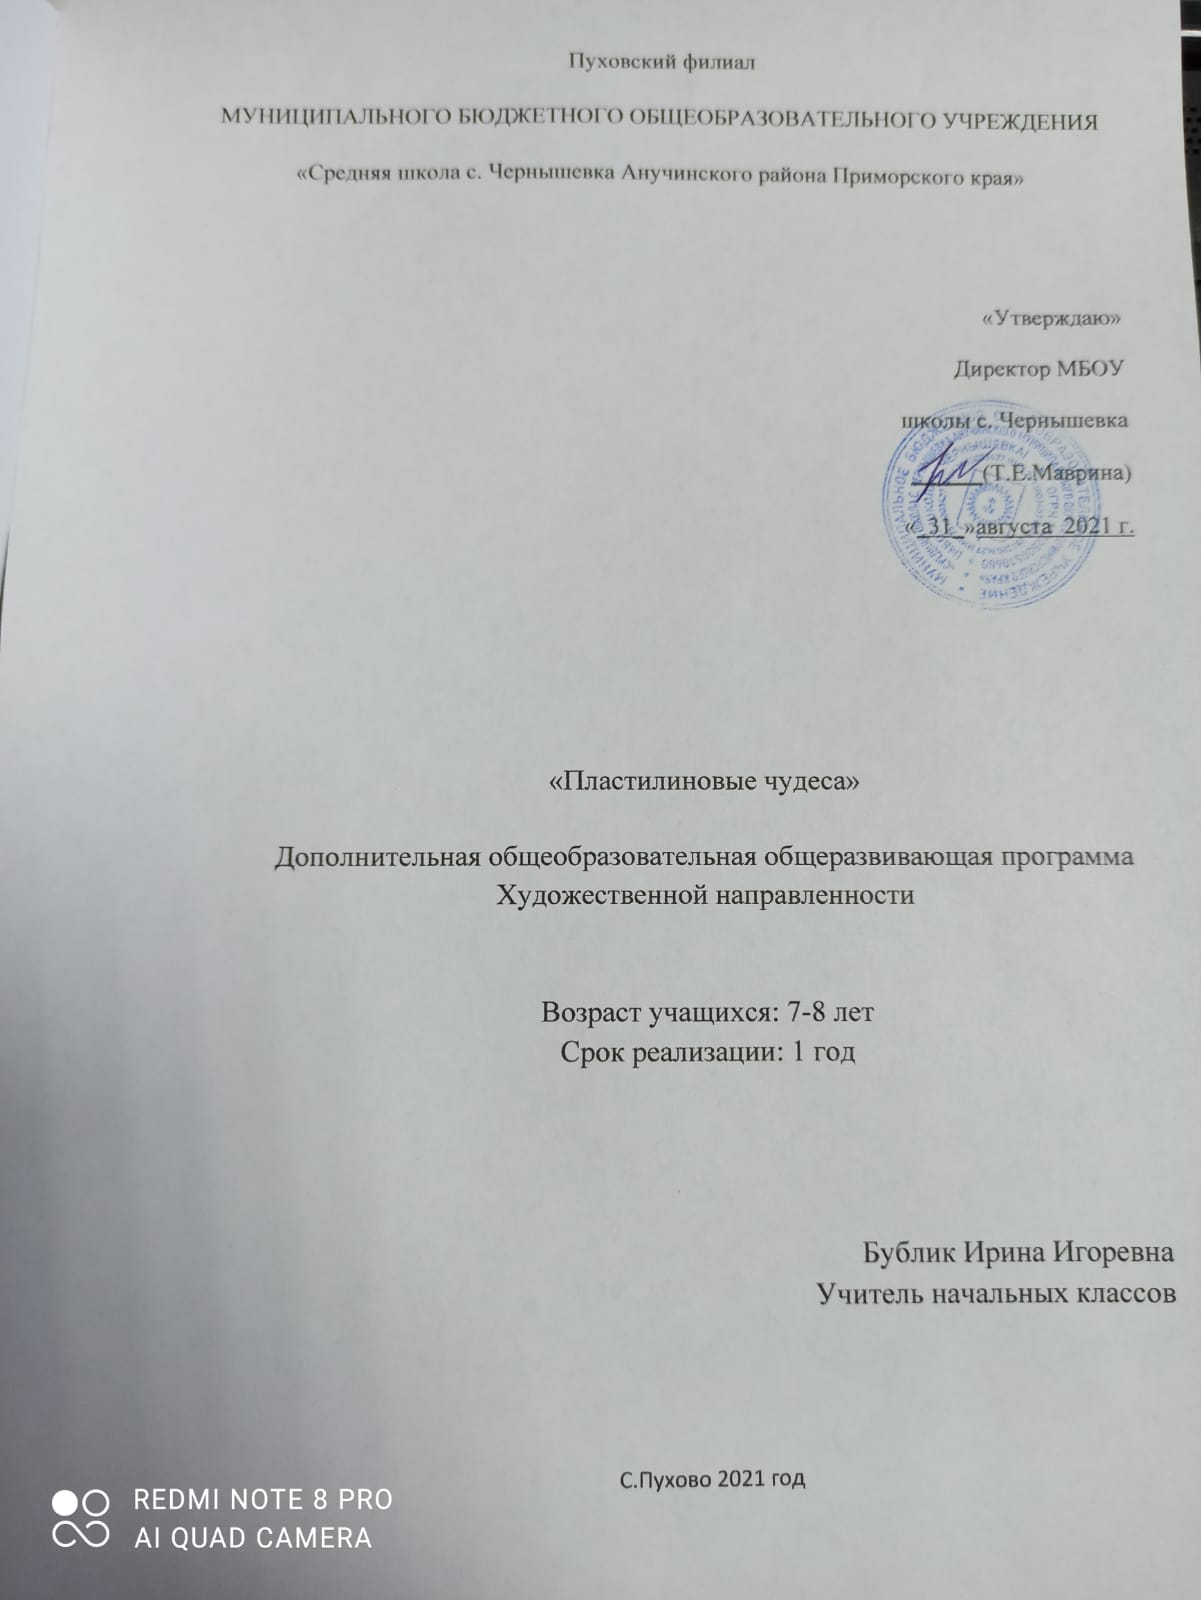 Пуховский филиал
МУНИЦИПАЛЬНОГО БЮДЖЕТНОГО ОБЩЕОБРАЗОВАТЕЛЬНОГО УЧРЕЖДЕНИЯ
«Средняя школа с. Чернышевка Анучинского района Приморского края»
«Утверждаю»
Директор МБОУ
школы с. Чернышевка
(Т.Е.Маврина)
«_31_»августа 2021 г.
«Пластилиновые чудеса»
Дополнительная общеобразовательная общеразвивающая программа
Художественной направленности
Возраст учащихся: 7-8 лет
Срок реализации: 1 год
Бублик Ирина Игоревна
Учитель начальных классов
С.Пухово 2021 год
REDMI NOTE 8 PRO
AI QUAD CAMERA